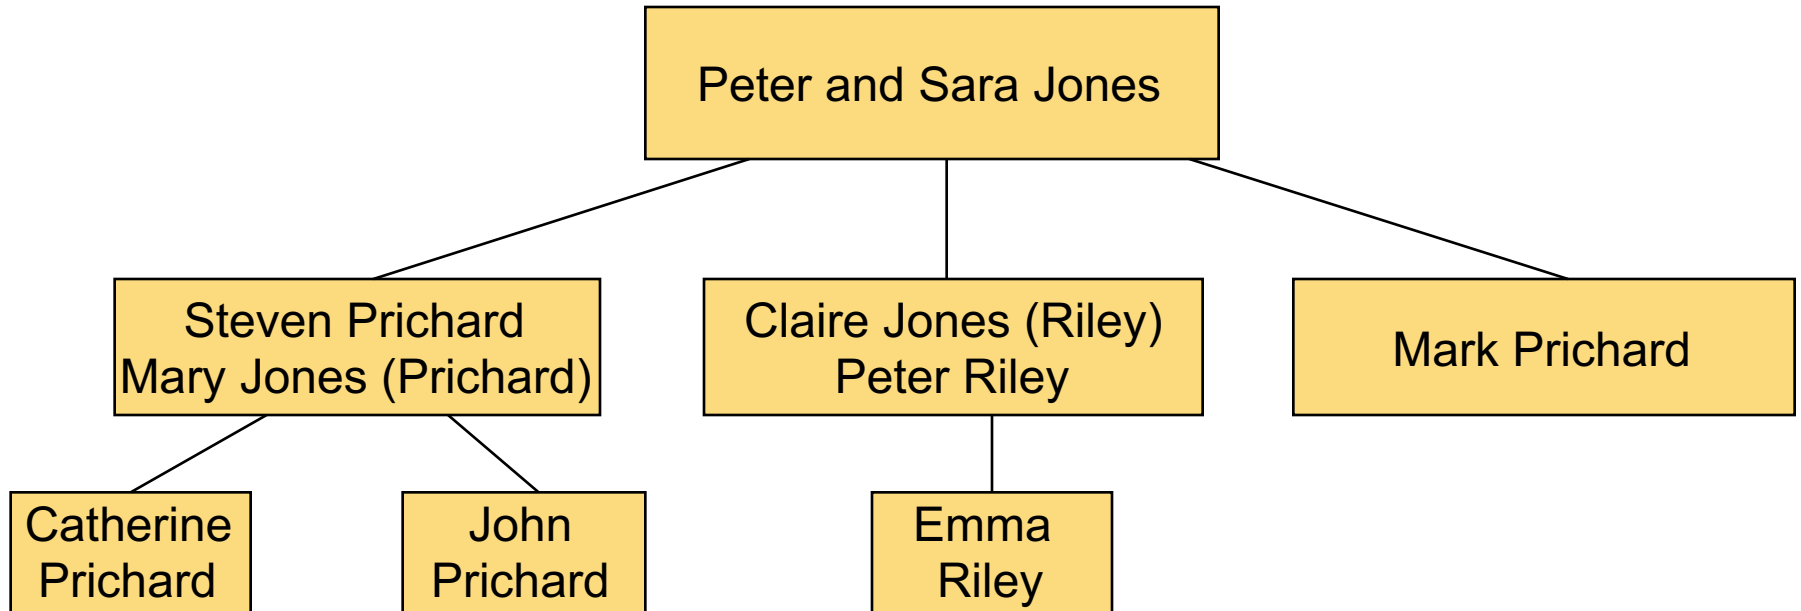 Peter and Sara Jones
Steven Prichard
Mary Jones (Prichard)
Claire Jones (Riley)
Peter Riley
Mark Prichard
Catherine
Prichard
John
Prichard
Emma
Riley